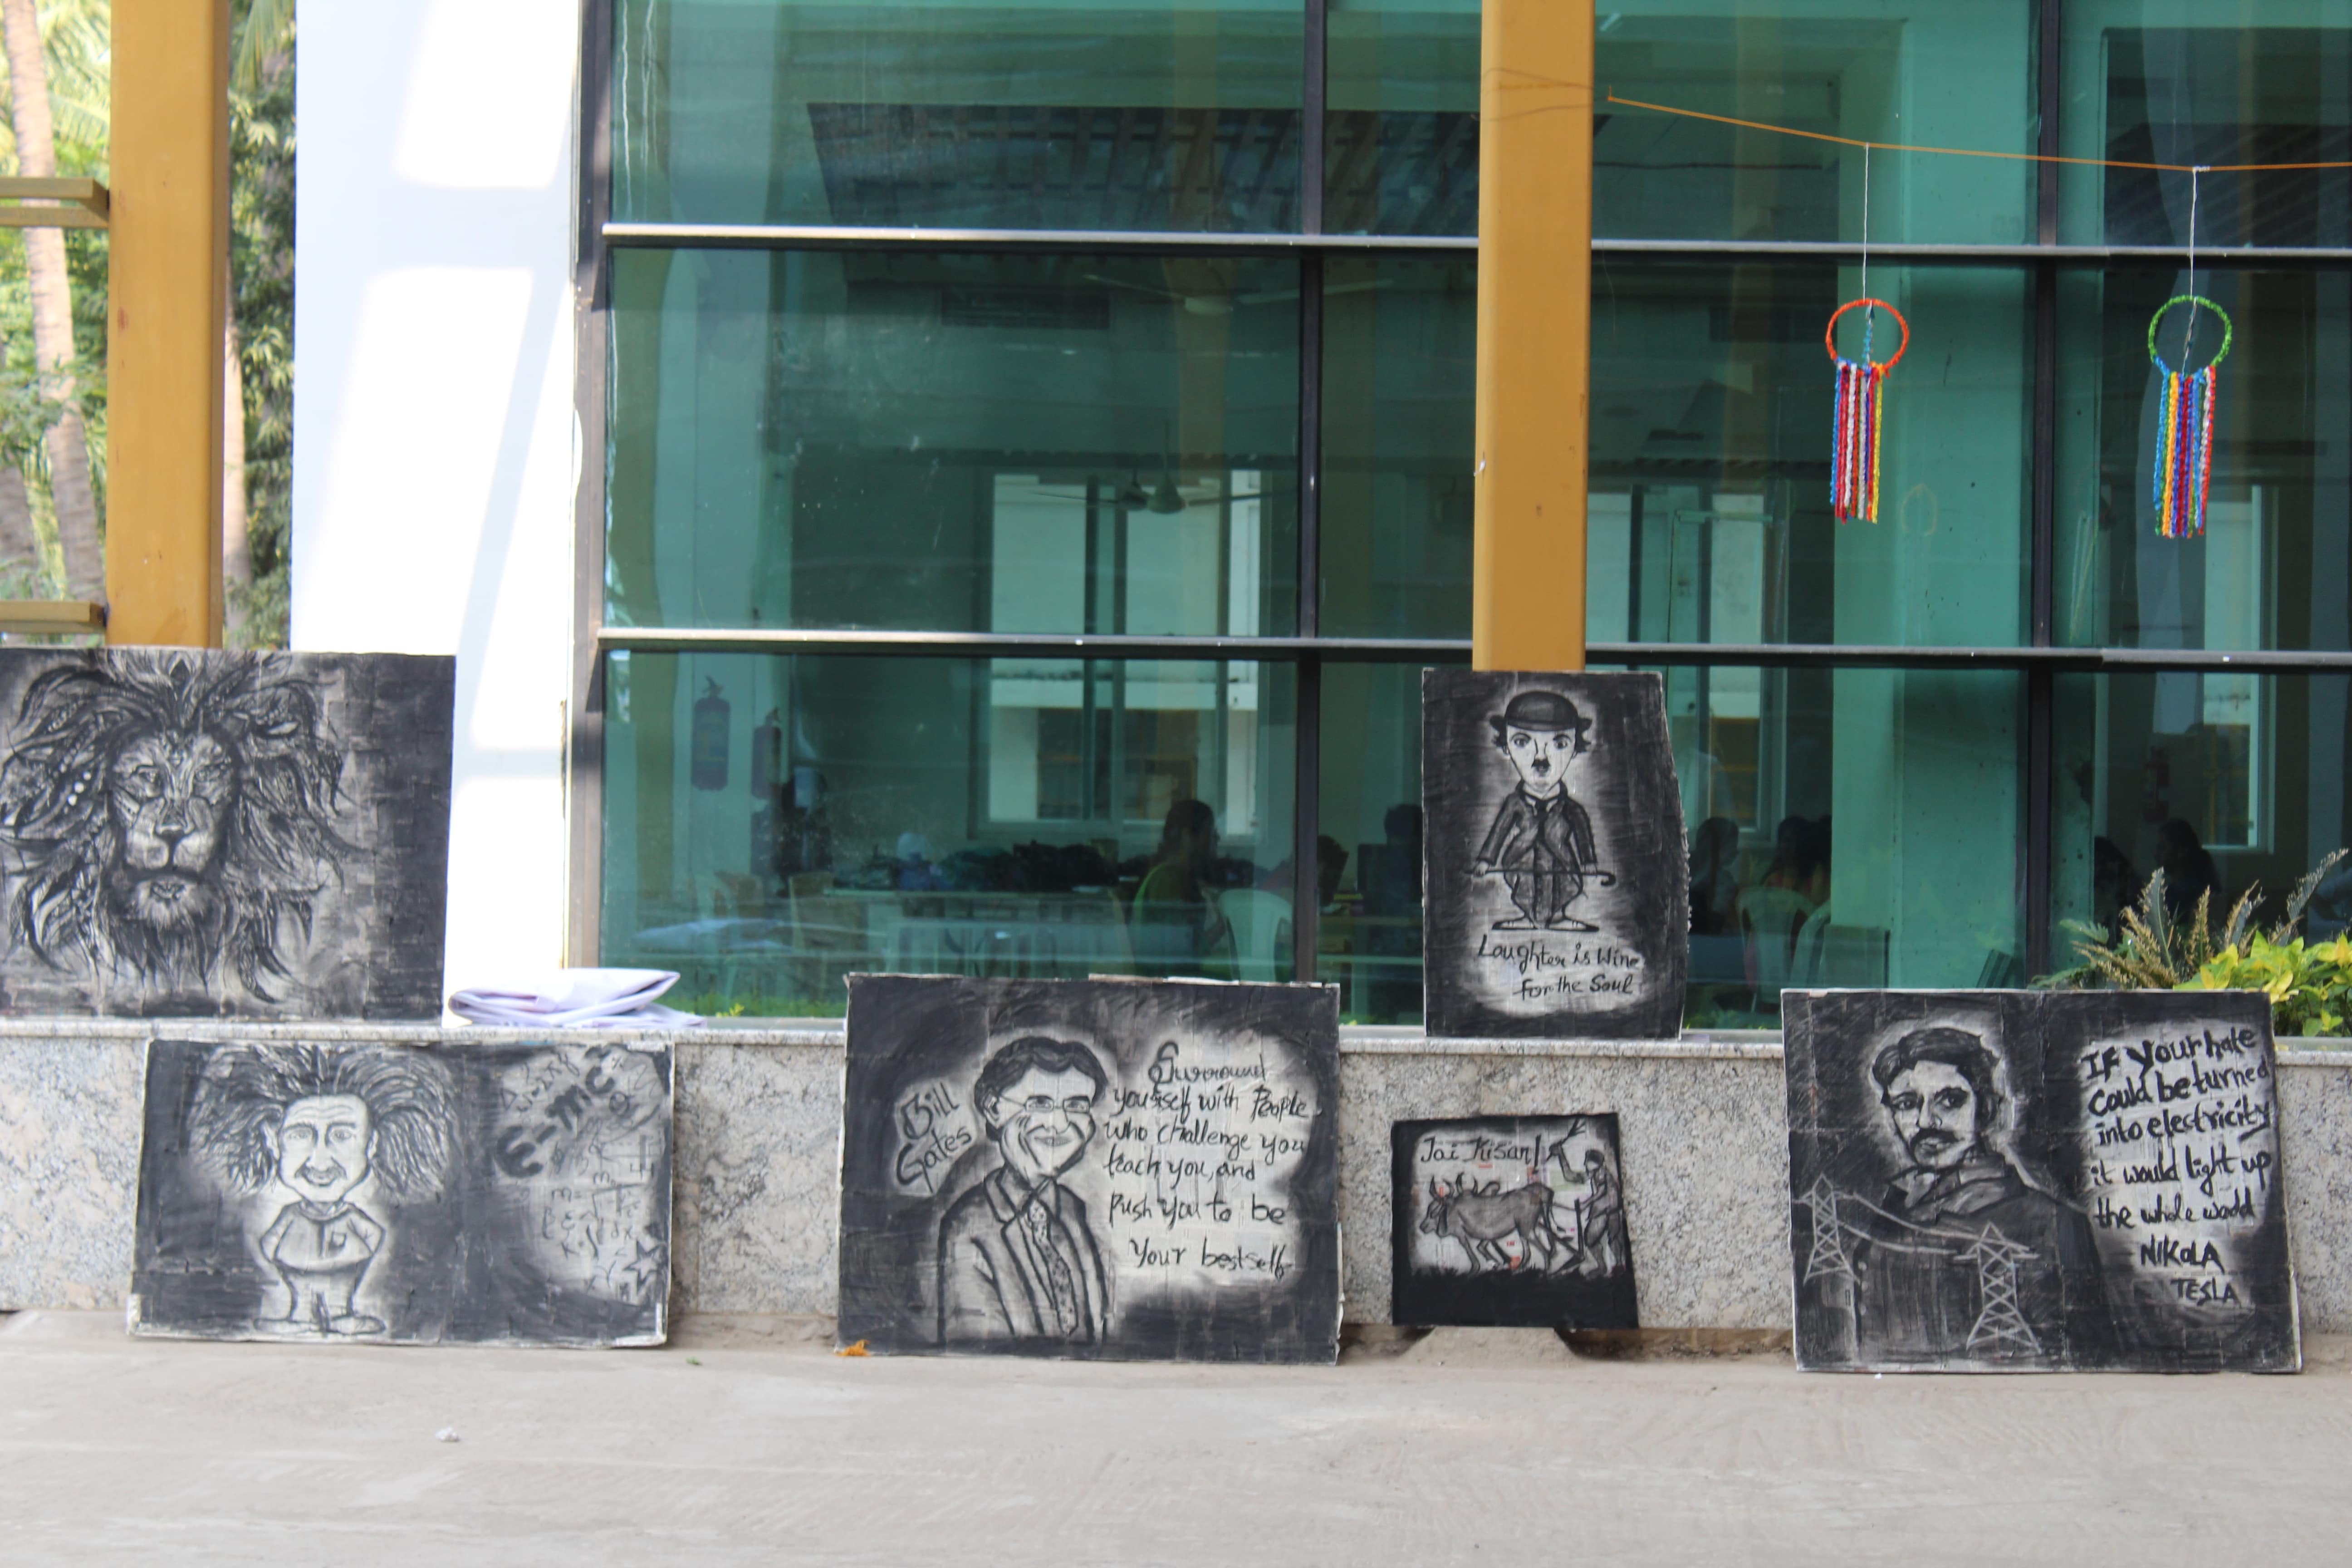 E=mc²
Bill
Gates
Surround
yourself with People
who challenge you
teach you, and
Push you to be
Your bestself
Laughter is Wine
for the Soul
Jai Kisan!
IF Your hate
Could be turned
into electricity
it would light up
the whole world
NIKOLA
TESLA